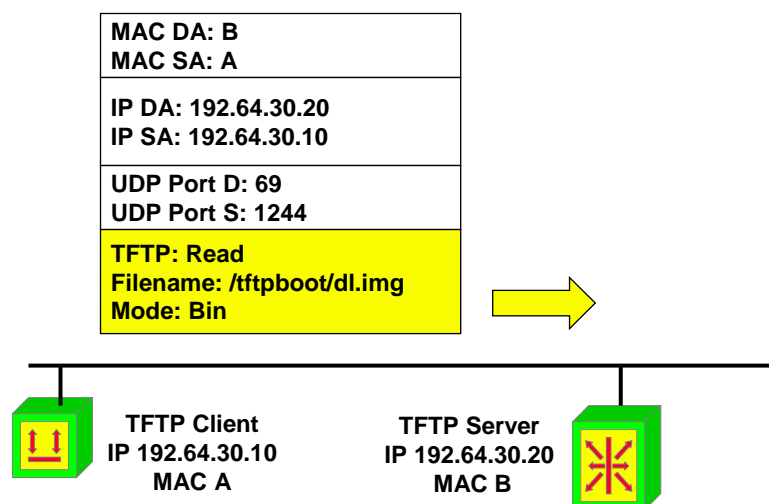 MAC DA: B
MAC SA: A
IP DA: 192.64.30.20
IP SA: 192.64.30.10
UDP Port D: 69
UDP Port S: 1244
TFTP: Read
Filename: /tftpboot/dl.img
Mode: Bin
TFTP Client
IP 192.64.30.10
MAC A
TFTP Server
IP 192.64.30.20
MAC B